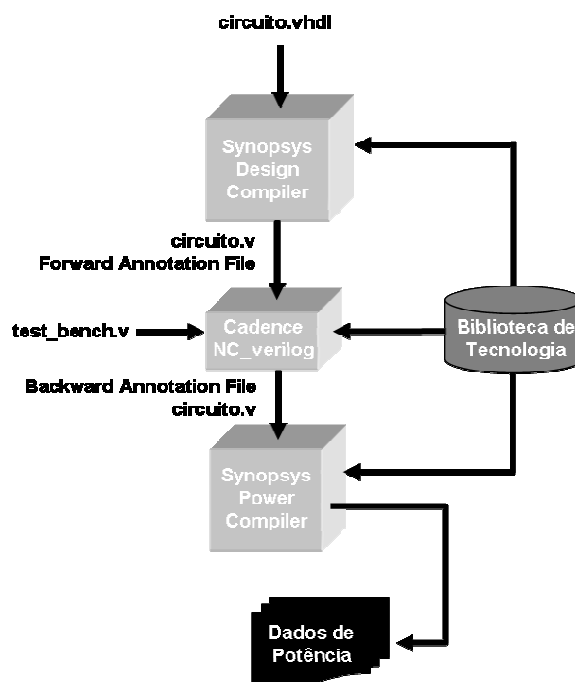 circuito.vhdl
Synopsys
Design
Compiler
circuito.v
Forward Annotation File
test_bench.v
Cadence
NC_verilog
Biblioteca de
Tecnologia
Backward Annotation File
circuito.v
Synopsys
Power
Compiler
Dados de
Potência